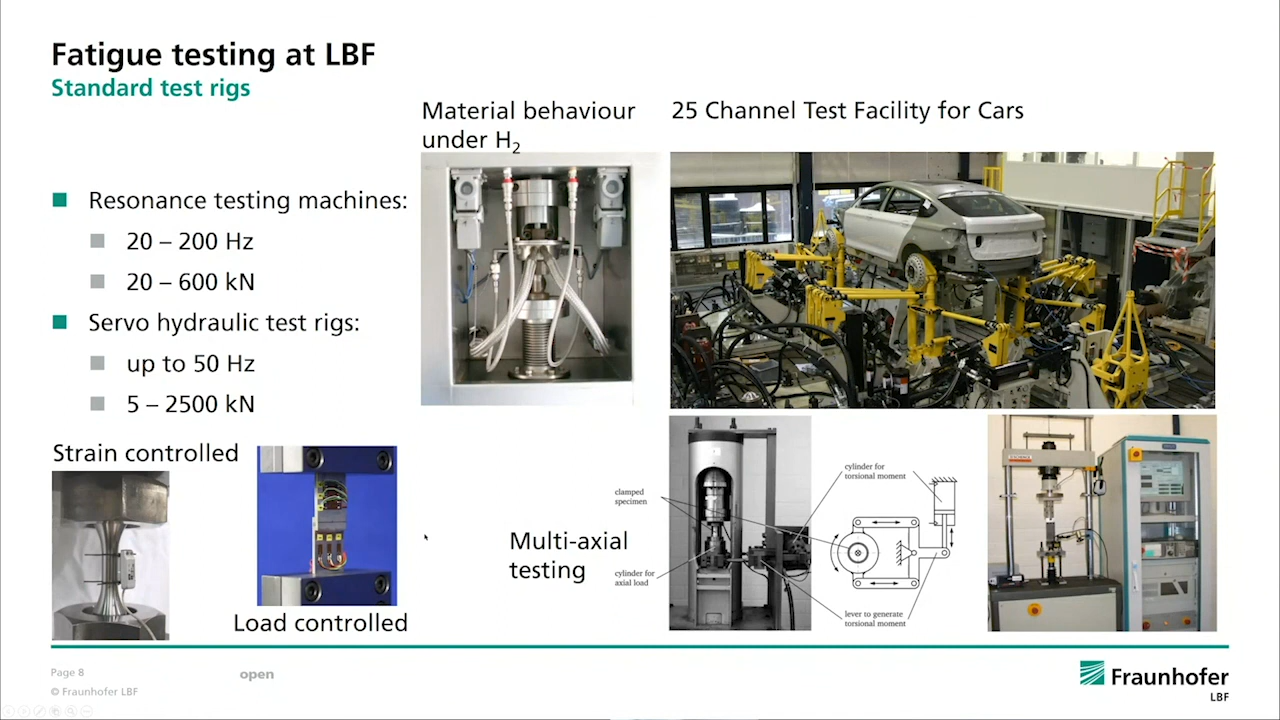 Fatigue testing at LBF
Standard test rigs
Material behaviour
under H₂
25 Channel Test Facility for Cars
Resonance testing machines:
20 – 200 Hz
20 – 600 kN
Servo hydraulic test rigs:
up to 50 Hz
5 – 2500 kN
Strain controlled
Load controlled
Multi-axial
testing
clamped
specimen
cylinder for
axial load
cylinder for
torsional moment
lever to generate
torsional moment
Page 8
© Fraunhofer LBF
open
Fraunhofer
LBF